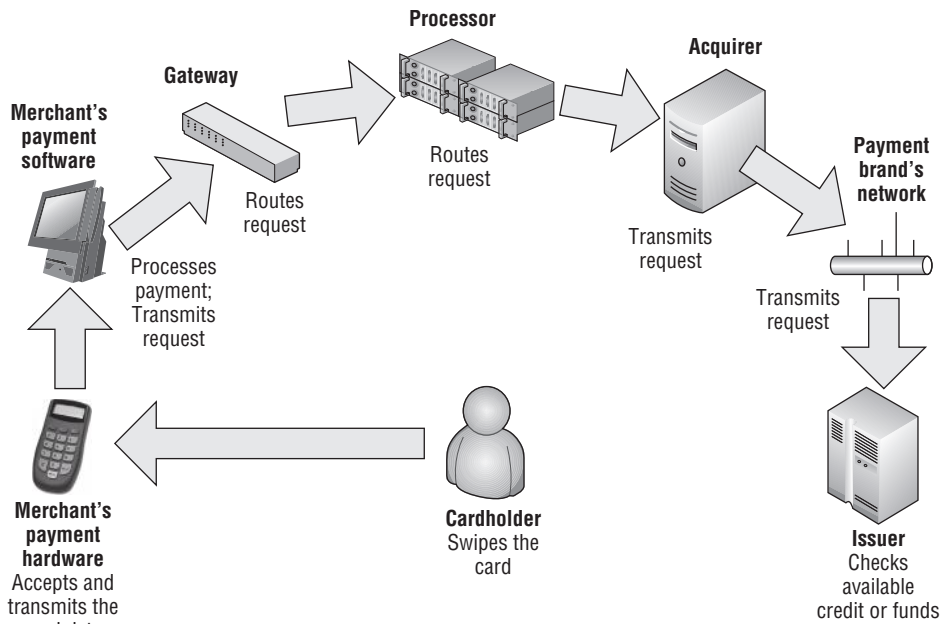 Processor
Acquirer
Gateway
Merchant's
payment
software
Payment
brand's
network
Routes
request
Routes
request
Transmits
request
Processes
payment;
Transmits
request
Transmits
request
Merchant's
payment
hardware
Accepts and
transmits the
Cardholder
Swipes the
card
Issuer
Checks
available
credit or funds